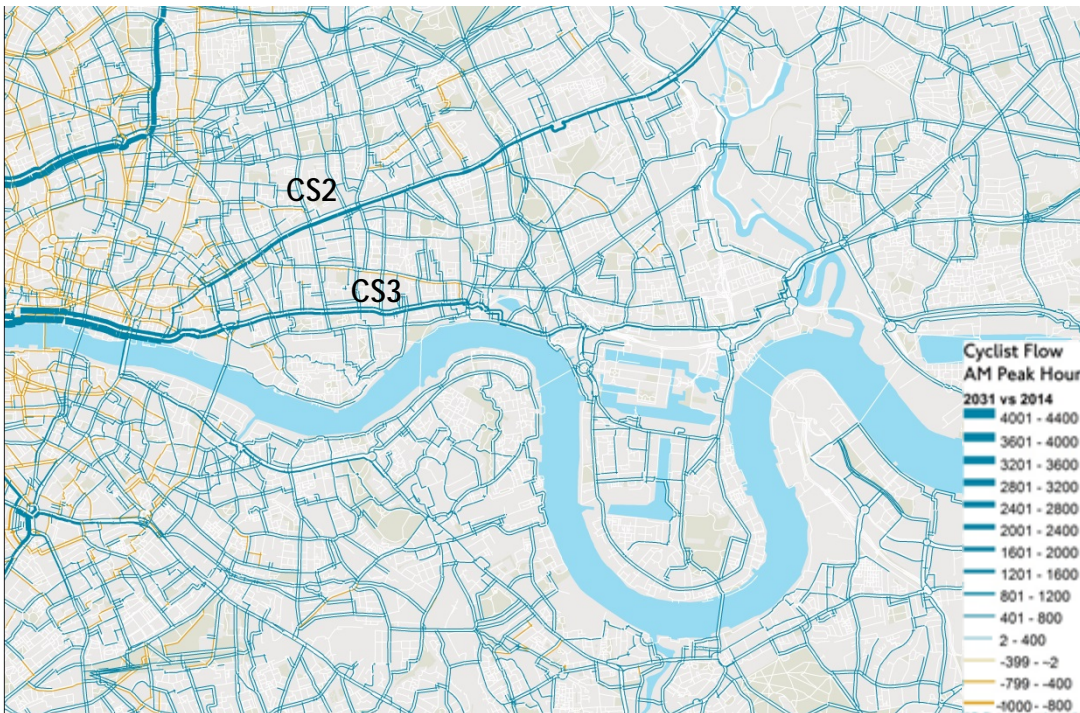 CS2
CS3
Cyclist Flow
AM Peak Hour
2031 vs 2014
4001 - 4400
3601 - 4000
3201 - 3600
2801 - 3200
2401 - 2800
2001 - 2400
1601 - 2000
1201 - 1600
801 - 1200
401 - 800
2 - 400
-399 - -2
-799 - -400
-1000 - -800